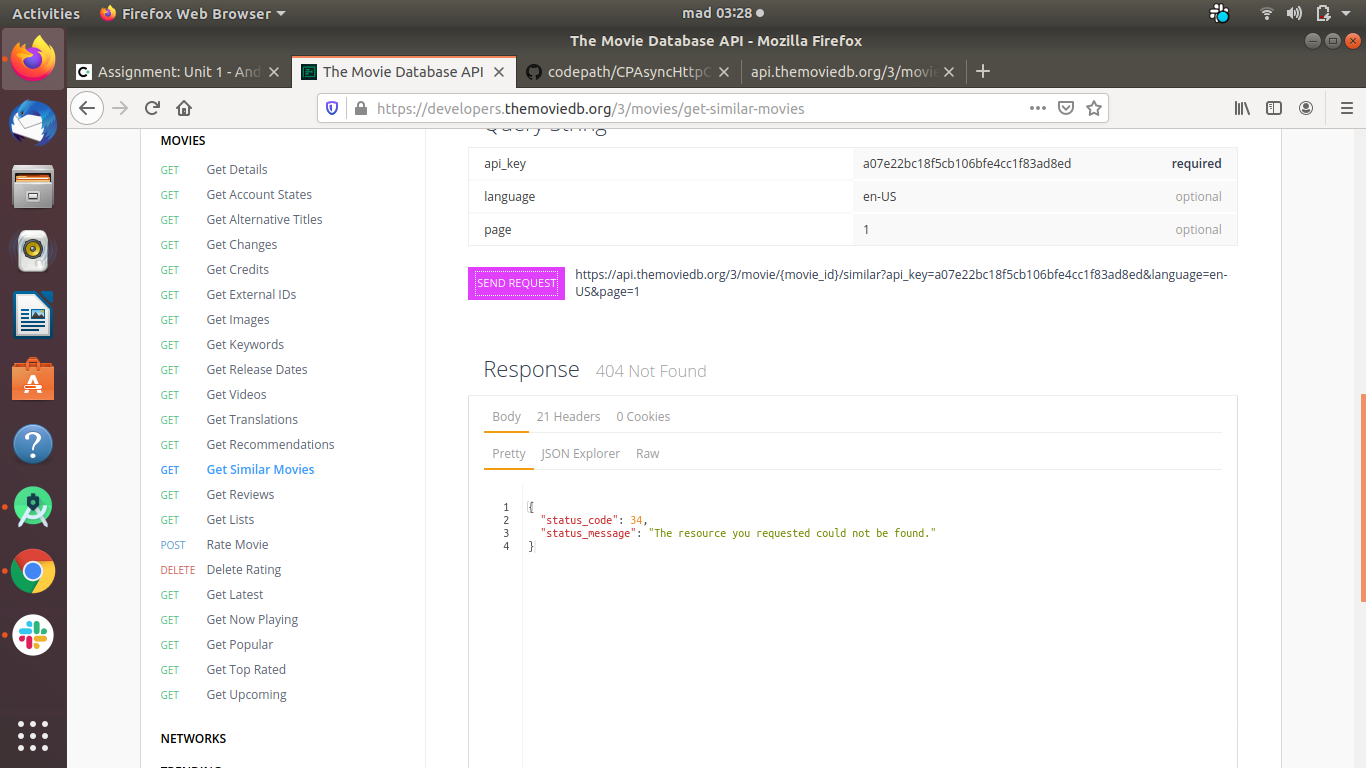 Activities
Firefox Web Browser
mad 03:28
The Movie Database API - Mozilla Firefox
Assignment: Unit 1 - And
The Movie Database API
codepath/CPAsyncHttpC
api.themoviedb.org/3/movie
https://developers.themoviedb.org/3/movies/get-similar-movies
MOVIES
GET Get Details
GET Get Account States
GET Get Alternative Titles
GET Get Changes
GET Get Credits
GET Get External IDs
GET Get Images
GET Get Keywords
GET Get Release Dates
GET Get Videos
GET Get Translations
GET Get Recommendations
GET Get Similar Movies
GET Get Reviews
GET Get Lists
POST Rate Movie
DELETE Delete Rating
GET Get Latest
GET Get Now Playing
GET Get Popular
GET Get Top Rated
GET Get Upcoming
NETWORKS
TRENDING
Query String
api_key a07e22bc18f5cb106bfe4cc1f83ad8ed required
language en-US optional
page 1 optional
SEND REQUEST
https://api.themoviedb.org/3/movie/{movie_id}/similar?api_key=a07e22bc18f5cb106bfe4cc1f83ad8ed&language=en-
US&page=1
Response 404 Not Found
Body 21 Headers 0 Cookies
Pretty JSON Explorer Raw
1 {
2 "status_code": 34,
3 "status_message": "The resource you requested could not be found."
4 }